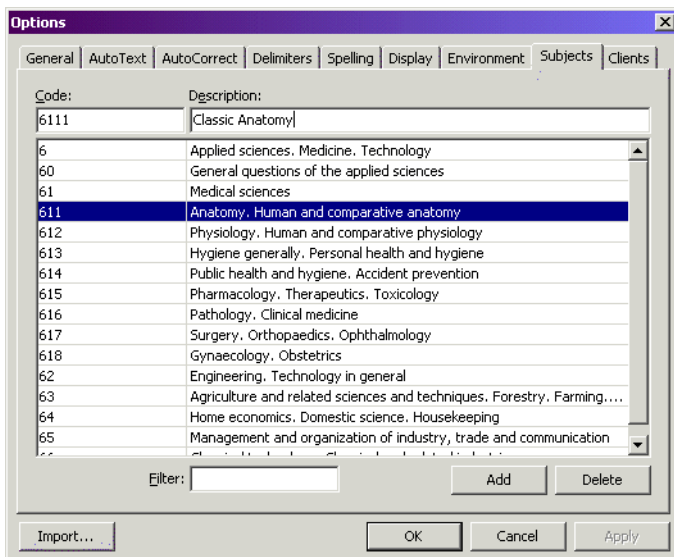 Options
General AutoText AutoCorrect Delimiters Spelling Display Environment Subjects Clients
Code: Description:
6111 Classic Anatomy
6 Applied sciences. Medicine. Technology
60 General questions of the applied sciences
61 Medical sciences
611 Anatomy. Human and comparative anatomy
612 Physiology. Human and comparative physiology
613 Hygiene generally. Personal health and hygiene
614 Public health and hygiene. Accident prevention
615 Pharmacology. Therapeutics. Toxicology
616 Pathology. Clinical medicine
617 Surgery. Orthopaedics. Ophthalmology
618 Gynaecology. Obstetrics
62 Engineering. Technology in general
63 Agriculture and related sciences and techniques. Forestry. Farming....
64 Home economics. Domestic science. Housekeeping
65 Management and organization of industry, trade and communication
Filter: Add Delete
Import... OK Cancel Apply